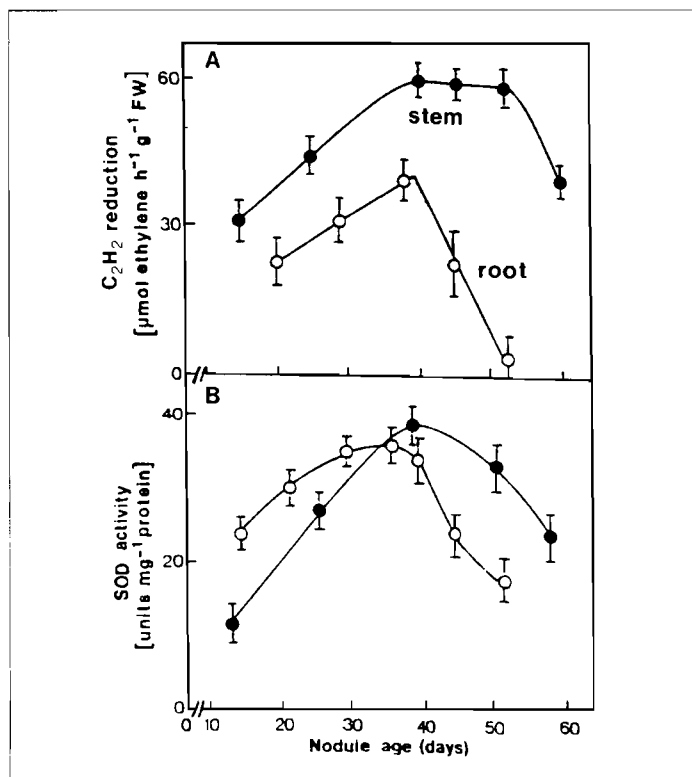 A
60
30
0
C₂H₂ reduction
[µmol ethylene h⁻¹ g⁻¹ FW]
stem
root
B
40
20
0
SOD activity
[units mg⁻¹ protein]
0 10 20 30 40 50 60
Nodule age (days)